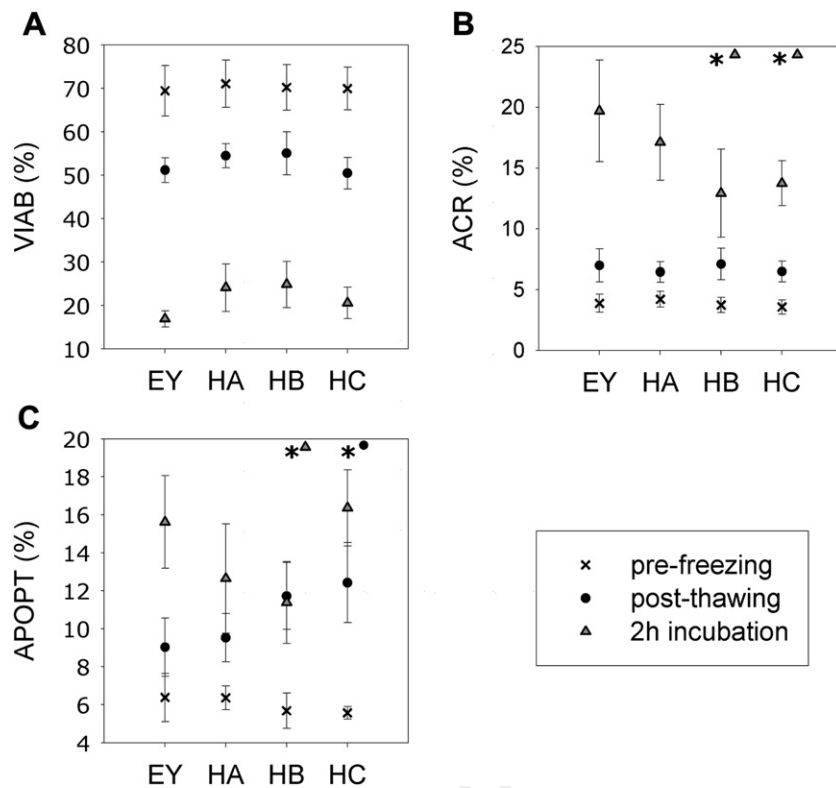 A
80
70
60
50
40
30
20
10
VIAB (%)
EY HA HB HC
B
25
20
15
10
5
0
ACR (%)
* *
EY HA HB HC
C
20
18
16
14
12
10
8
6
4
APOPT (%)
* *
EY HA HB HC
pre-freezing
post-thawing
2h incubation